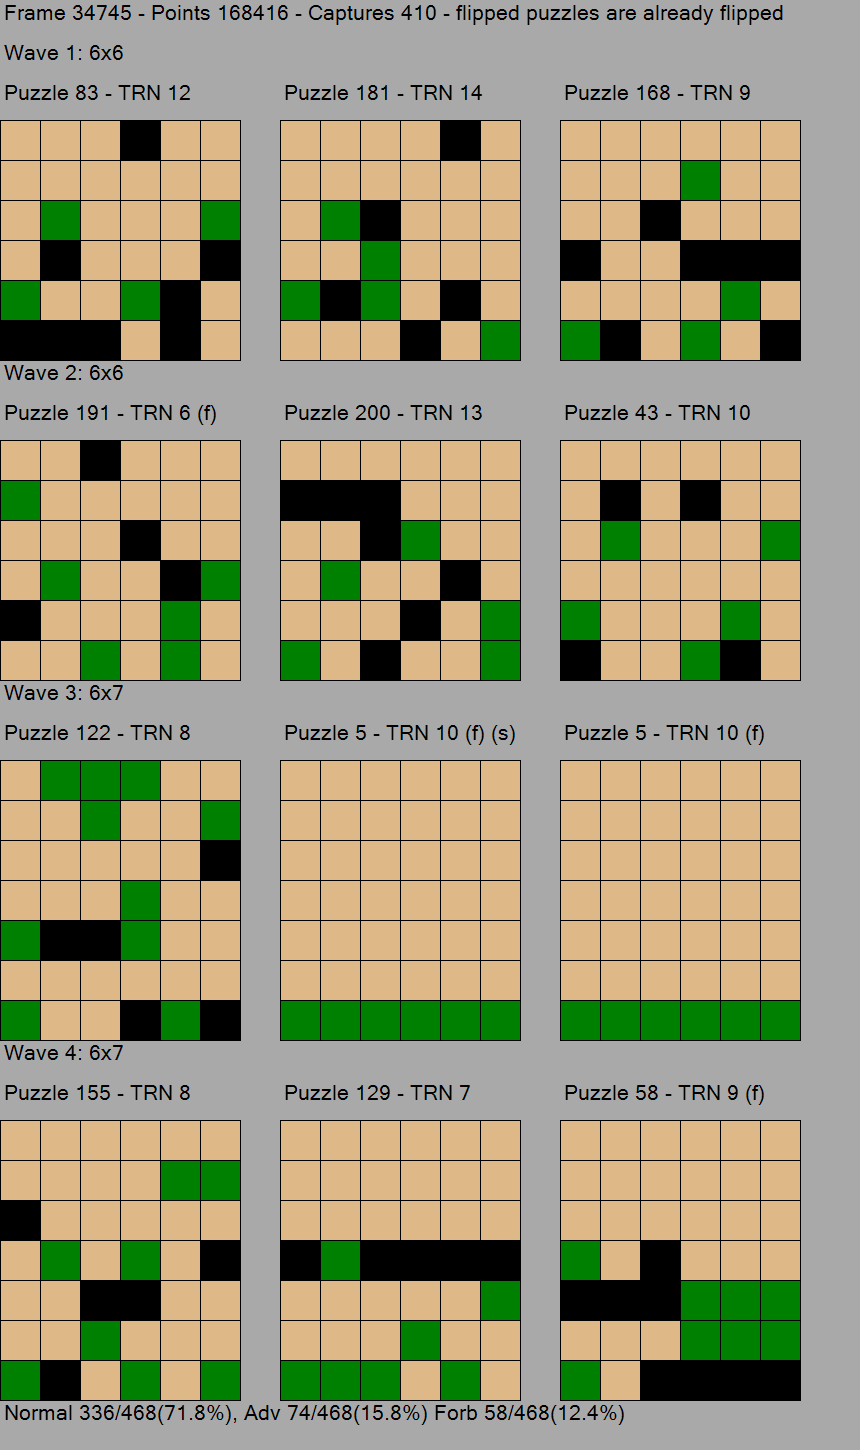 Frame 34745 - Points 168416 - Captures 410 - flipped puzzles are already flipped
Wave 1: 6x6
Puzzle 83 - TRN 12
Puzzle 181 - TRN 14
Puzzle 168 - TRN 9
Wave 2: 6x6
Puzzle 191 - TRN 6 (f)
Puzzle 200 - TRN 13
Puzzle 43 - TRN 10
Wave 3: 6x7
Puzzle 122 - TRN 8
Puzzle 5 - TRN 10 (f) (s)
Puzzle 5 - TRN 10 (f)
Wave 4: 6x7
Puzzle 155 - TRN 8
Puzzle 129 - TRN 7
Puzzle 58 - TRN 9 (f)
Normal 336/468(71.8%), Adv 74/468(15.8%) Forb 58/468(12.4%)